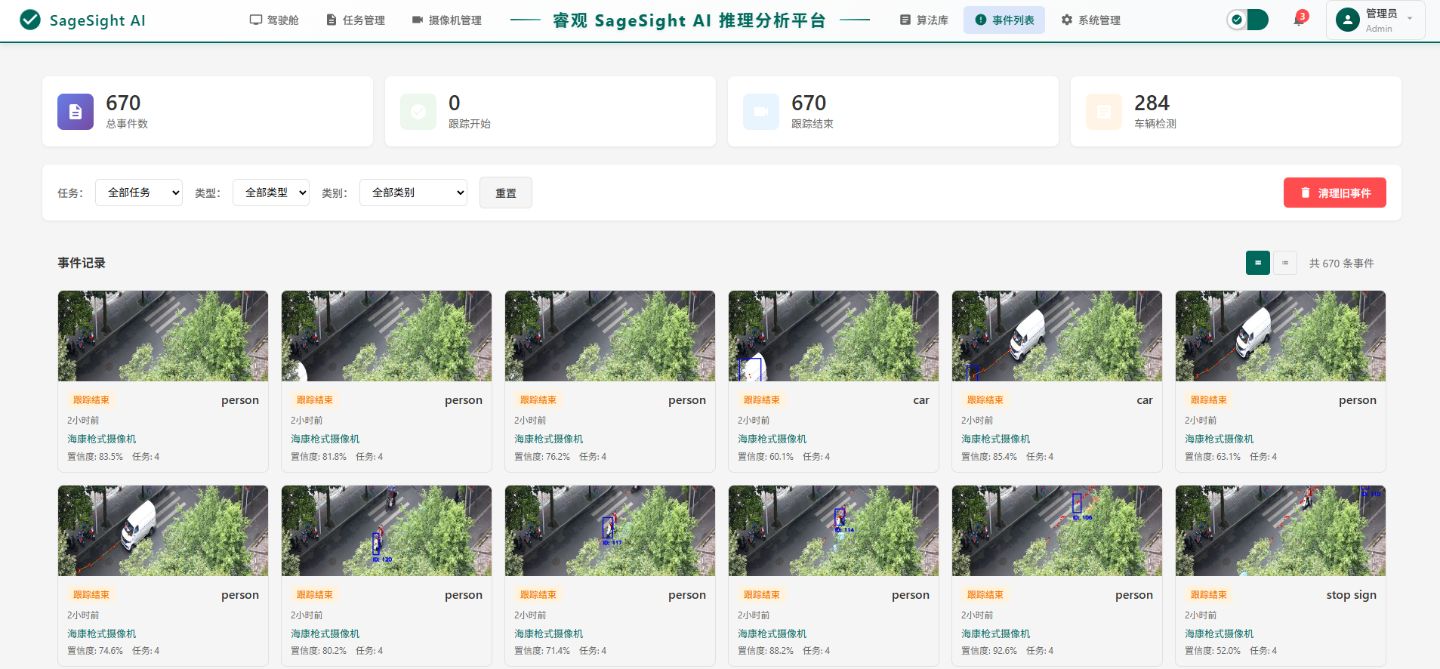 SageSight AI
驾驶舱
任务管理
摄像机管理
睿观 SageSight AI 推理分析平台
算法库
事件列表
系统管理
3
管理员
Admin
670
总事件数
0
跟踪开始
670
跟踪结束
284
车辆检测
任务: 全部任务 类型: 全部类型 类别: 全部类别 重置
清理旧事件
事件记录
共 670 条事件
跟踪结束 person
2小时前
海康枪式摄像机
置信度: 83.5% 任务: 4
跟踪结束 person
2小时前
海康枪式摄像机
置信度: 81.8% 任务: 4
跟踪结束 person
2小时前
海康枪式摄像机
置信度: 76.2% 任务: 4
跟踪结束 car
2小时前
海康枪式摄像机
置信度: 60.1% 任务: 4
跟踪结束 car
2小时前
海康枪式摄像机
置信度: 85.4% 任务: 4
跟踪结束 person
2小时前
海康枪式摄像机
置信度: 63.1% 任务: 4
跟踪结束 person
2小时前
海康枪式摄像机
置信度: 74.6% 任务: 4
ID: 120
跟踪结束 person
2小时前
海康枪式摄像机
置信度: 80.2% 任务: 4
ID: 117
跟踪结束 person
2小时前
海康枪式摄像机
置信度: 71.4% 任务: 4
ID: 114
跟踪结束 person
2小时前
海康枪式摄像机
置信度: 88.2% 任务: 4
ID: 106
跟踪结束 person
2小时前
海康枪式摄像机
置信度: 92.6% 任务: 4
跟踪结束 stop sign
2小时前
海康枪式摄像机
置信度: 52.0% 任务: 4